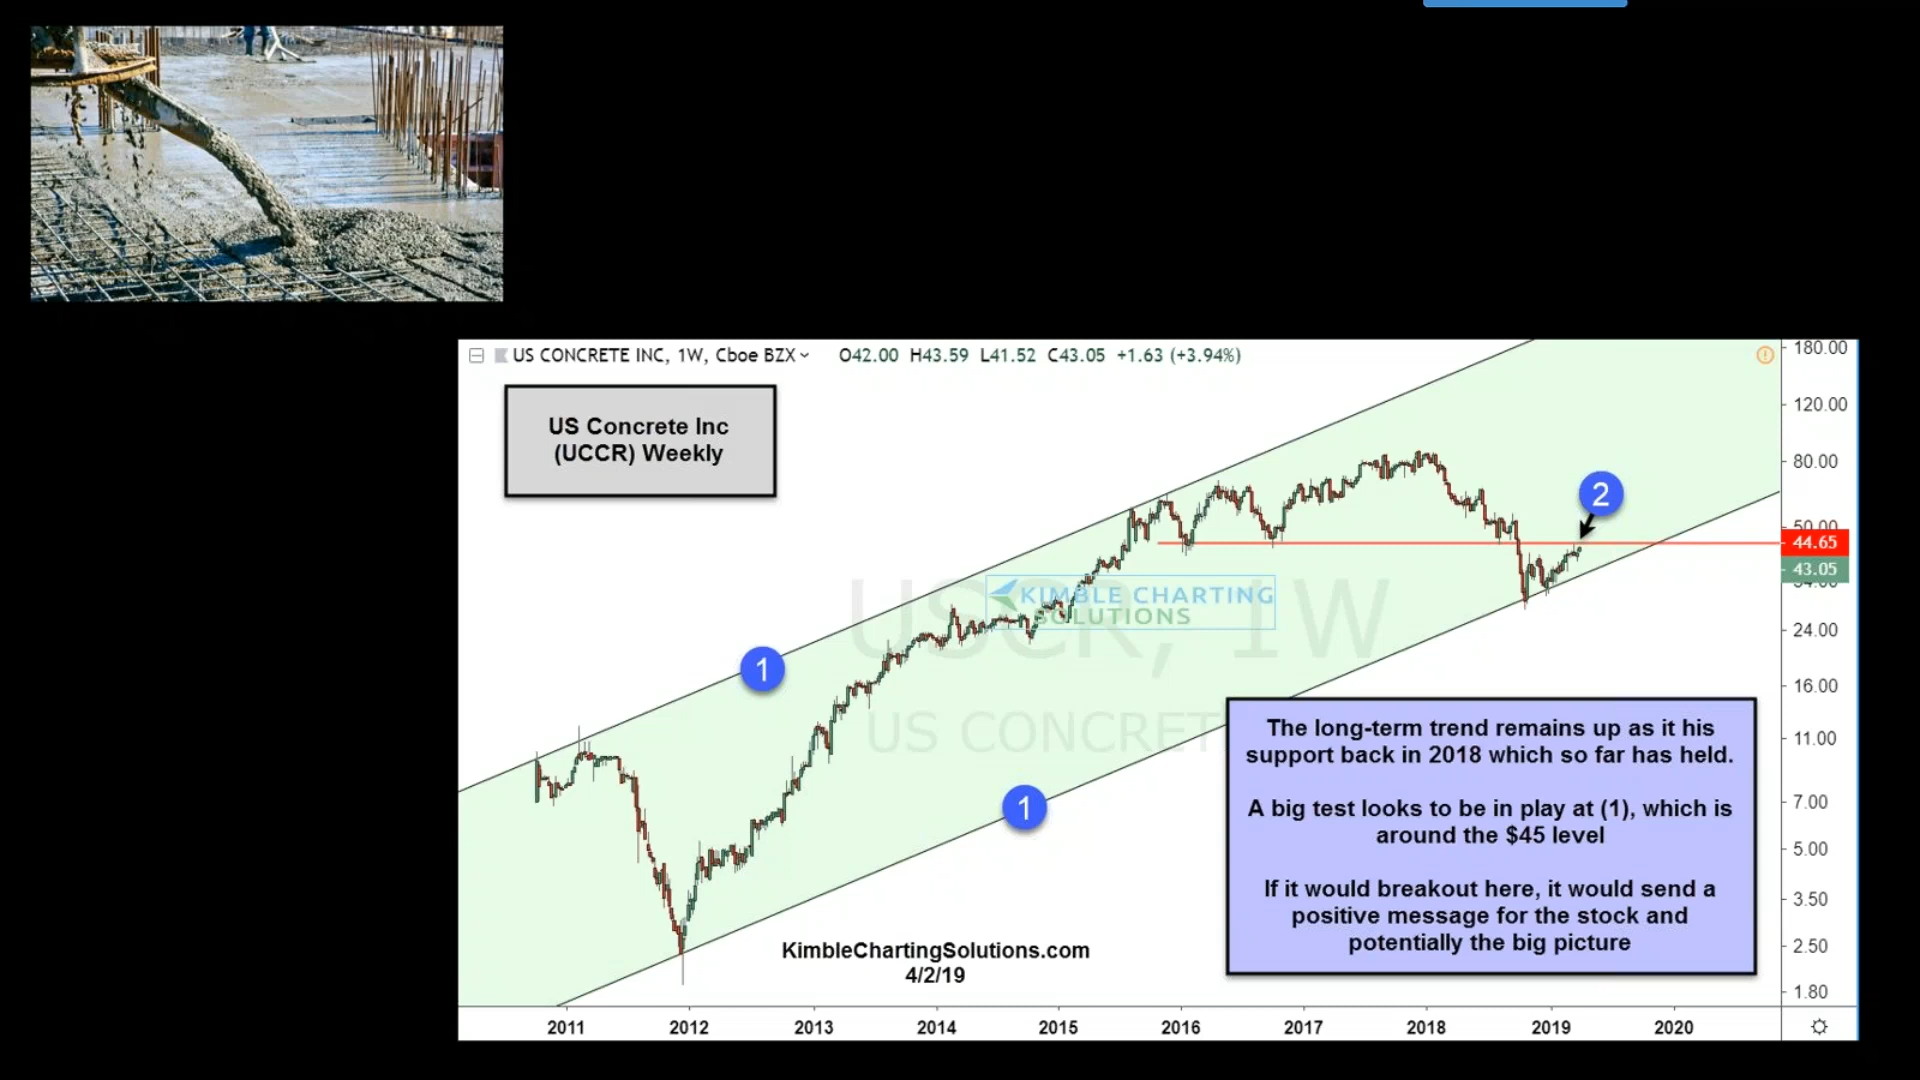 US CONCRETE INC, 1W, Cboe BZX O42.00 H43.59 L41.52 C43.05 +1.63 (+3.94%)
US Concrete Inc
(UCCR) Weekly
180.00
120.00
80.00
50.00
44.65
43.05
24.00
16.00
11.00
7.00
5.00
3.50
2.50
1.80
2
1
1
KIMBLE CHARTING
SOLUTIONS
USCR, 1W
US CONCRET
The long-term trend remains up as it his
support back in 2018 which so far has held.
A big test looks to be in play at (1), which is
around the $45 level
If it would breakout here, it would send a
positive message for the stock and
potentially the big picture
KimbleChartingSolutions.com
4/2/19
2011 2012 2013 2014 2015 2016 2017 2018 2019 2020